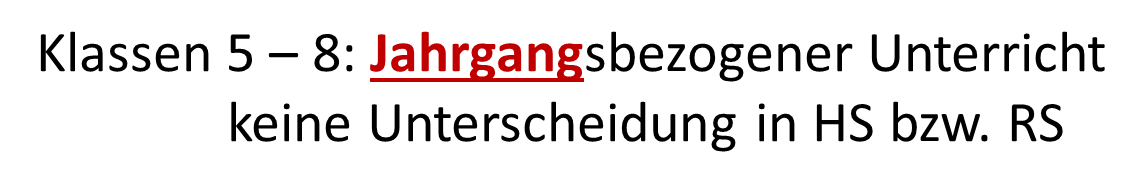 Klassen 5 – 8: Jahrgangsbezogener Unterricht
keine Unterscheidung in HS bzw. RS